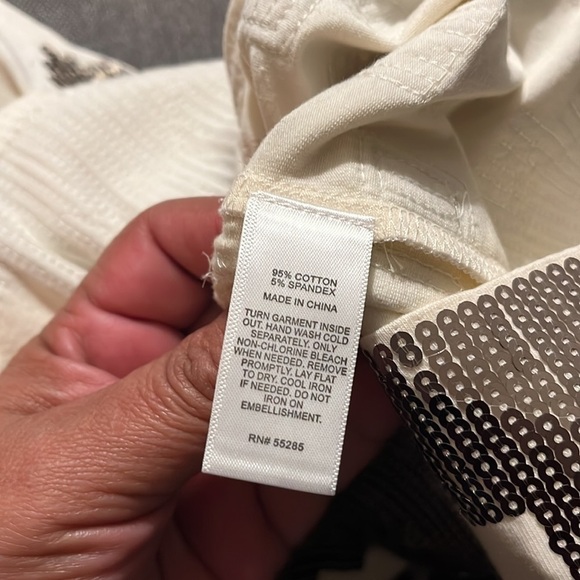 95% COTTON
5% SPANDEX
MADE IN CHINA
TURN GARMENT INSIDE
OUT. HAND WASH COLD
SEPARATELY. ONLY
NON-CHLORINE BLEACH
WHEN NEEDED. REMOVE
PROMPTLY. LAY FLAT
TO DRY. COOL IRON
IF NEEDED. DO NOT
IRON ON
EMBELLISHMENT.
RN# 55285